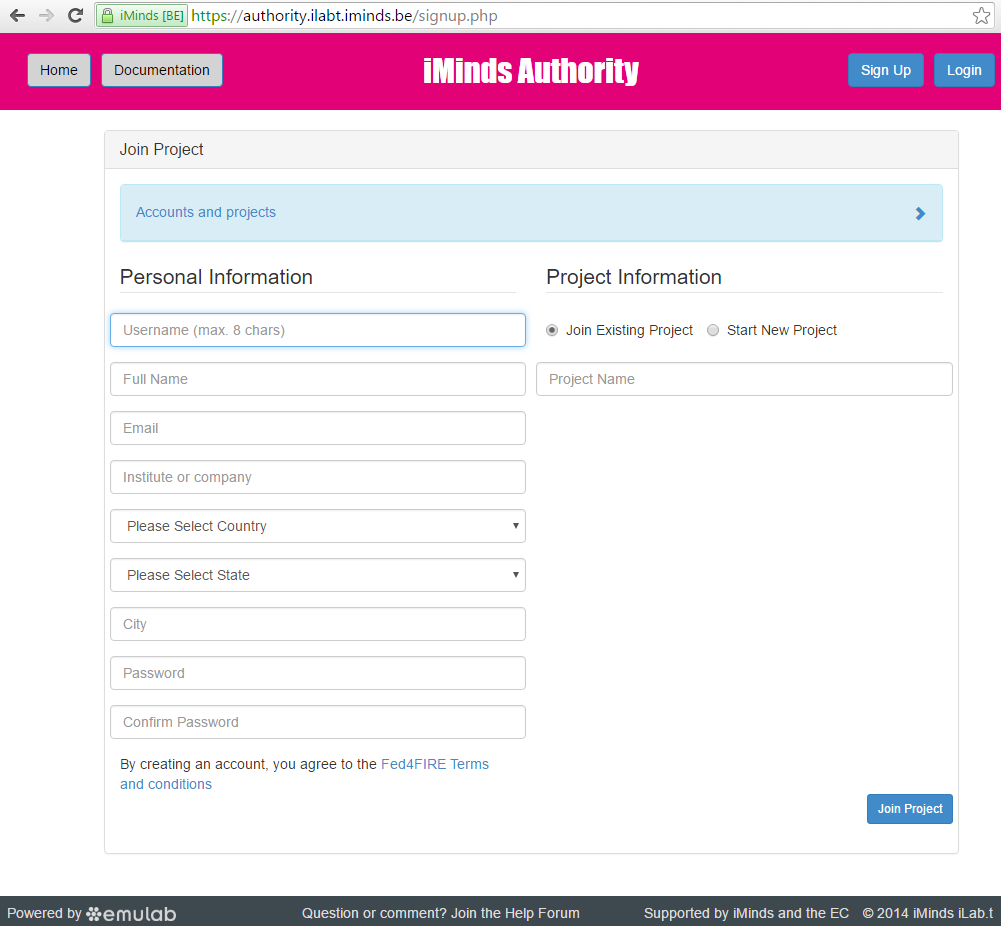 iMinds [BE] https://authority.ilabt.iminds.be/signup.php
Home Documentation iMinds Authority Sign Up Login
Join Project
Accounts and projects
Personal Information Project Information
Username (max. 8 chars) Join Existing Project Start New Project
Full Name Project Name
Email
Institute or company
Please Select Country
Please Select State
City
Password
Confirm Password
By creating an account, you agree to the Fed4FIRE Terms
and conditions
Join Project
Powered by emulab Question or comment? Join the Help Forum Supported by iMinds and the EC © 2014 iMinds iLab.t